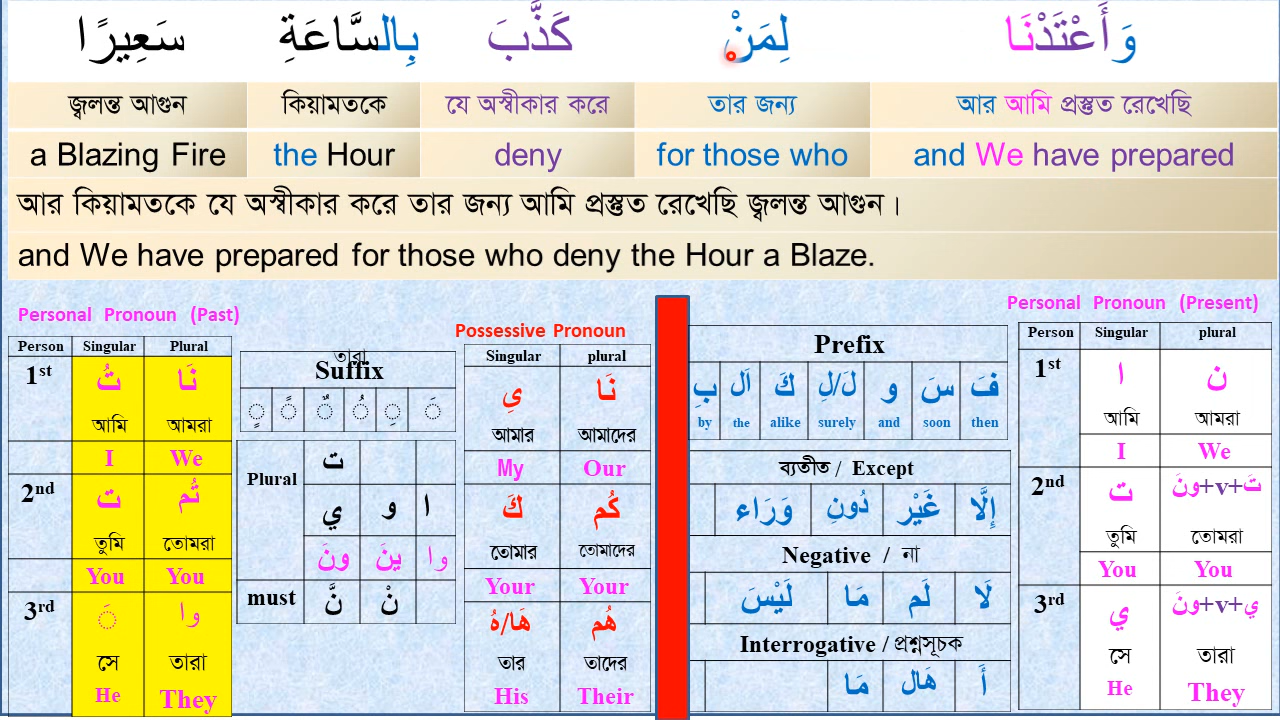 وَأَعْتَدْنَا لِمَنْ كَذَّبَ بِالسَّاعَةِ سَعِيرًا
জ্বলন্ত আগুন কিয়ামতকে যে অস্বীকার করে তার জন্য আর আমি প্রস্তুত রেখেছি
a Blazing Fire the Hour deny for those who and We have prepared
আর কিয়ামতকে যে অস্বীকার করে তার জন্য আমি প্রস্তুত রেখেছি জ্বলন্ত আগুন।
and We have prepared for those who deny the Hour a Blaze.
Personal Pronoun (Past)
Person Singular Plural
1st تُ نَا
আমি আমরা
I We
2nd ت تُم
তুমি তোমরা
You You
3rd َ وا
সে তারা
He They
তারা
Suffix
ٍ ً ٌ ُ ِ َ
Plural ت
ي و ا
ونَ ينَ وا
must نَّ نْ
Possessive Pronoun
Singular plural
يِ نَا
আমার আমাদের
My Our
كَ كُم
তোমার তোমাদের
Your Your
هَا/هُ هُم
তার তাদের
His Their
Prefix
بِ اَل كَ لَ/لِ و سَ فَ
by the alike surely and soon then
ব্যতীত / Except
وَرَاء دُونِ غَيْر إِلَّا
Negative / না
لَيْسَ مَا لَم لَا
Interrogative / প্রশ্নসূচক
مَا هَال أَ
Personal Pronoun (Present)
Person Singular plural
1st ا ن
আমি আমরা
I We
2nd ت تَ+v+ونَ
তুমি তোমরা
You You
3rd ي ي+v+ونَ
সে তারা
He They